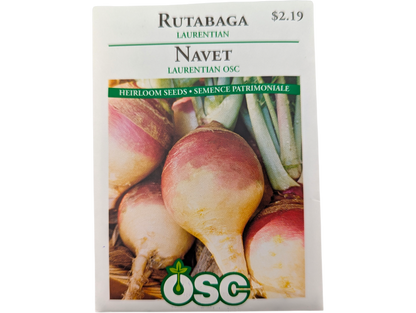 RUTABAGA $2.19
LAURENTIAN
NAVET
LAURENTIAN OSC
HEIRLOOM SEEDS • SEMENCE PATRIMONIALE
OSC